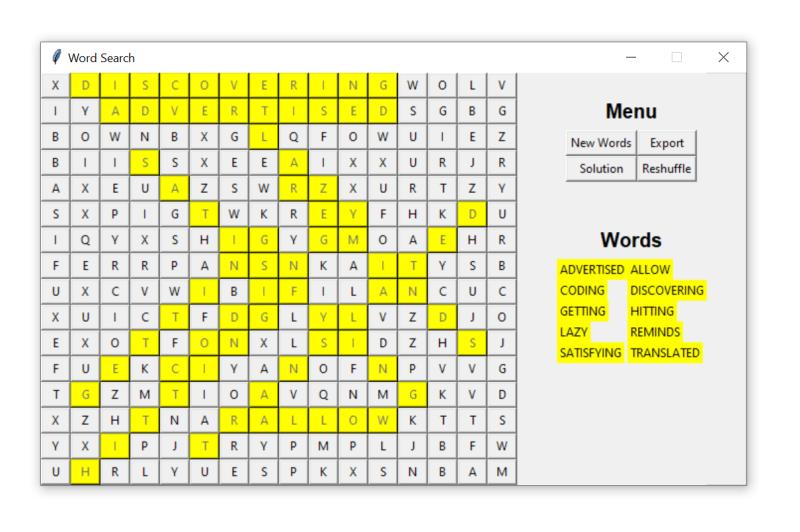 Word Search
X D I S C O V E R I N G W O L V
I Y A D V E R T I S E D S G B G
B O W N B X G L Q F O W U I E Z
B I I S S X E E A I X X U R J R
A X E U A Z S W R Z X U R T Z Y
S X P I G T W K R E Y F H K D U
I Q Y X S H I G Y G M O A E H R
F E R R P A N S N K A I T Y S B
U X C V W I B I F I L A N C U C
X U I C T F D G L Y L V Z D J O
E X O T F O N X L S I D Z H S J
F U E K C I Y A N O F N P V V G
T G Z M T I O A V Q N M G K V D
X Z H T N A R A L L O W K T T S
Y X I P J T R Y P M P L J B F W
U H R L Y U E S P K X S N B A M
Menu
New Words Export
Solution Reshuffle
Words
ADVERTISED ALLOW
CODING DISCOVERING
GETTING HITTING
LAZY REMINDS
SATISFYING TRANSLATED